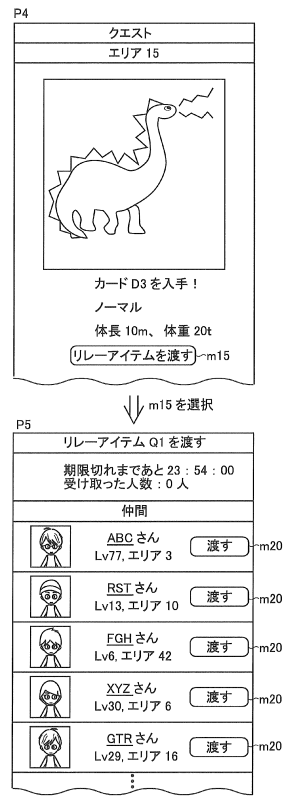 P4
クエスト
エリア 15
カード D3 を入手！
ノーマル
体長 10m、 体重 20t
リレーアイテムを渡す m15
m15 を選択
P5
リレーアイテム Q1 を渡す
期限切れまであと 23 : 54 : 00
受け取った人数 : 0 人
仲間
ABC さん
Lv77, エリア 3
渡す m20
RST さん
Lv13, エリア 10
渡す m20
FGH さん
Lv6, エリア 42
渡す m20
XYZ さん
Lv30, エリア 6
渡す m20
GTR さん
Lv29, エリア 16
渡す m20